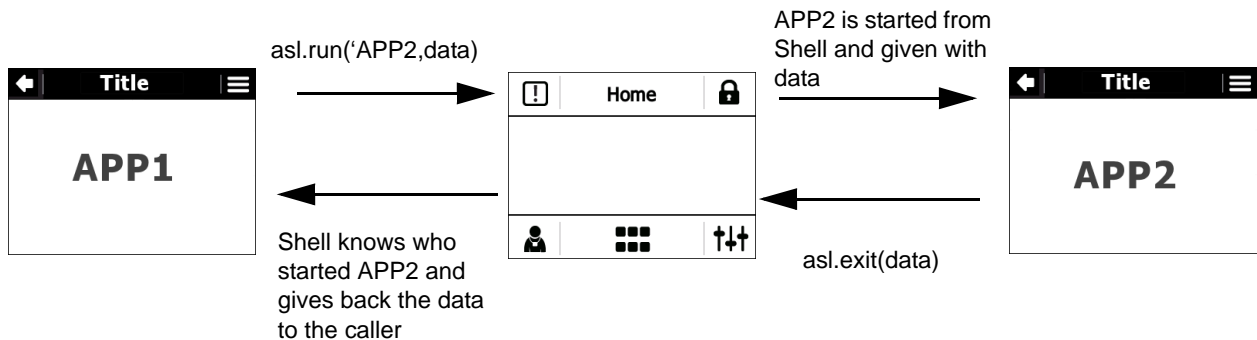 APP2 is started from
Shell and given with
data
asl.run(‘APP2,data)
Title
Home
Title
APP1
APP2
Shell knows who
started APP2 and
gives back the data
to the caller
asl.exit(data)